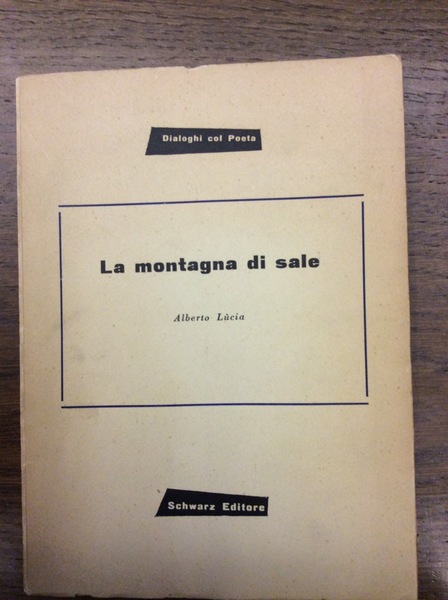 Dialoghi col Poeta
La montagna di sale
Alberto Lùcia
Schwarz Editore